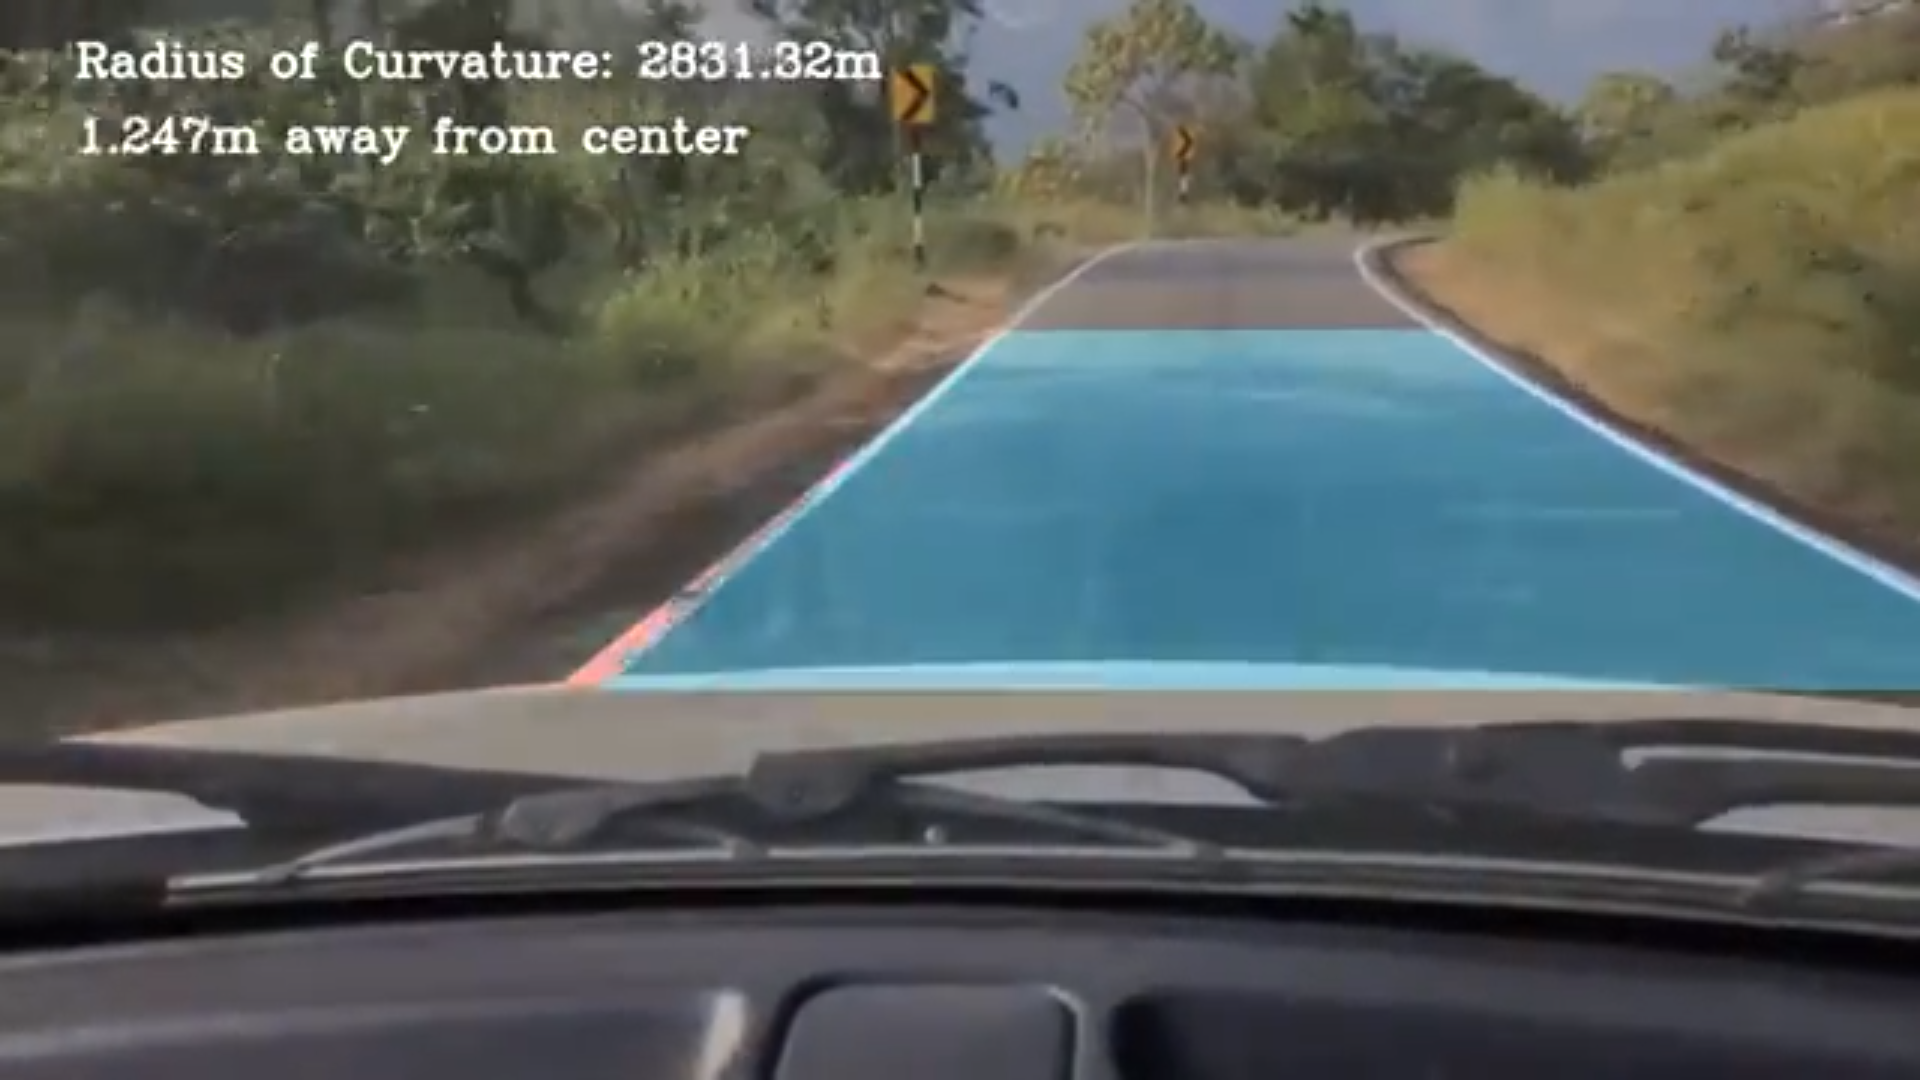 Radius of Curvature: 2831.32m
1.247m away from center